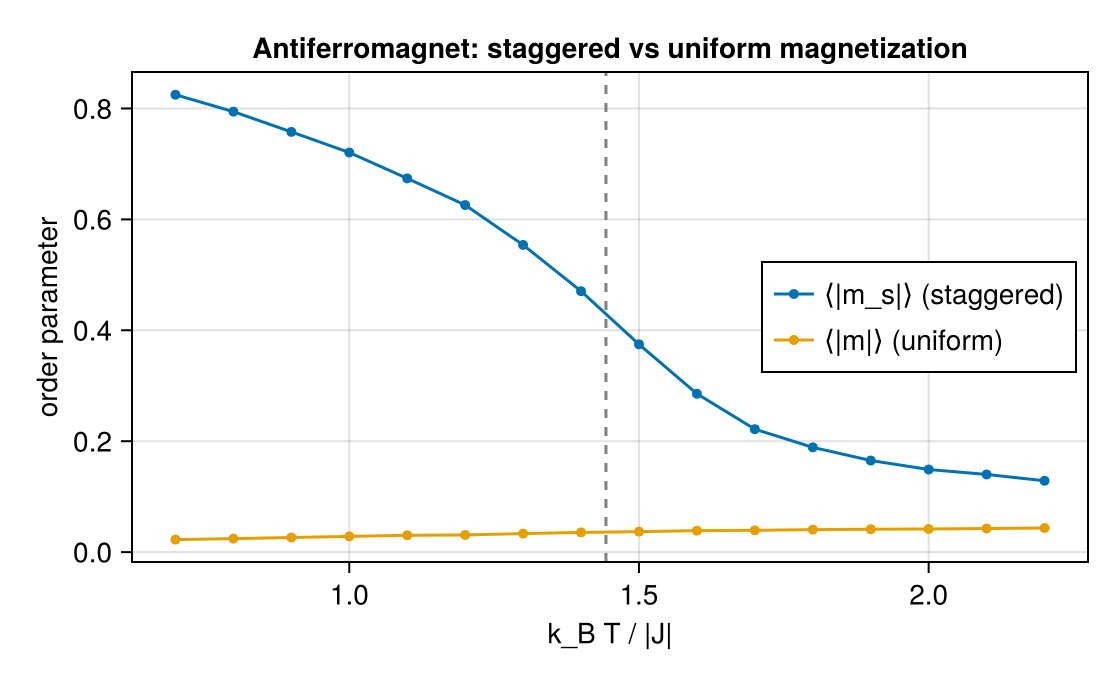 Antiferromagnet: staggered vs uniform magnetization
order parameter
0.8
0.6
0.4
0.2
0.0
⟨|m_s|⟩ (staggered)
⟨|m|⟩ (uniform)
1.0
1.5
2.0
k_B T / |J|